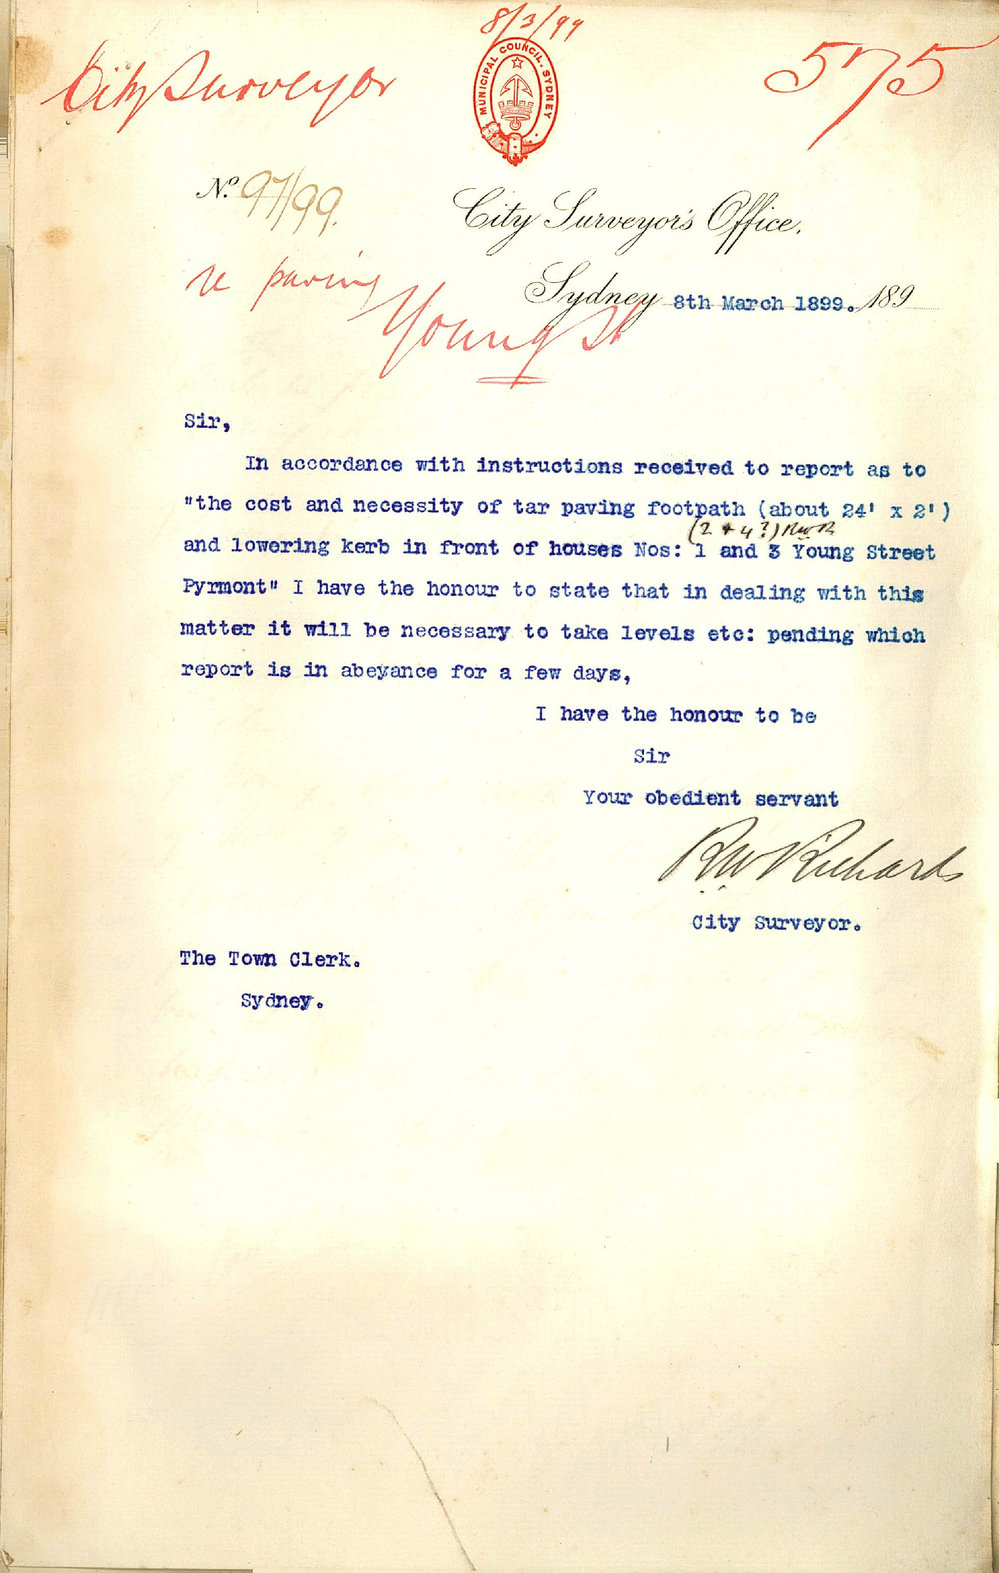 8/3/99
City Surveyor
575
MUNICIPAL COUNCIL. SYDNEY
No. 97/99.
City Surveyor's Office,
re paving
Young St
Sydney 8th March 1899. 189
Sir,
In accordance with instructions received to report as to
"the cost and necessity of tar paving footpath (about 24' x 2')
(2 + 4?) RWR
and lowering kerb in front of houses Nos: 1 and 3 Young Street
Pyrmont" I have the honour to state that in dealing with this
matter it will be necessary to take levels etc: pending which
report is in abeyance for a few days,
I have the honour to be
Sir
Your obedient servant
RW Richards
City Surveyor.
The Town Clerk.
Sydney.